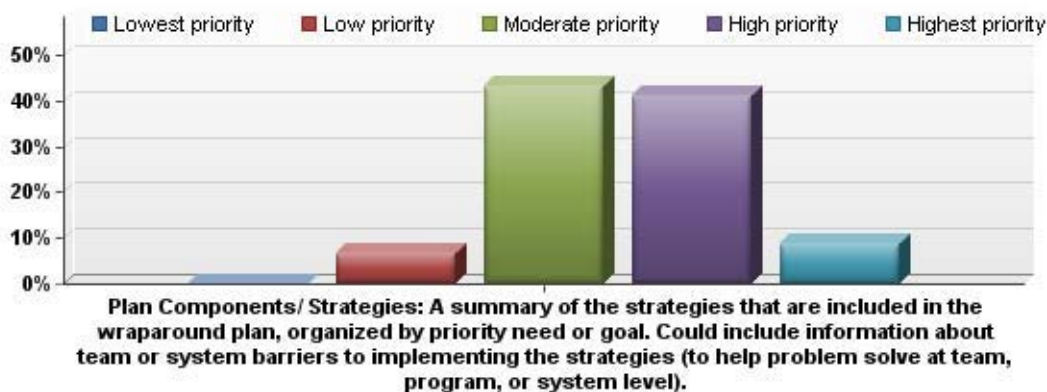 Lowest priority Low priority Moderate priority High priority Highest priority
50%
40%
30%
20%
10%
0%
Plan Components/ Strategies: A summary of the strategies that are included in the
wraparound plan, organized by priority need or goal. Could include information about
team or system barriers to implementing the strategies (to help problem solve at team,
program, or system level).